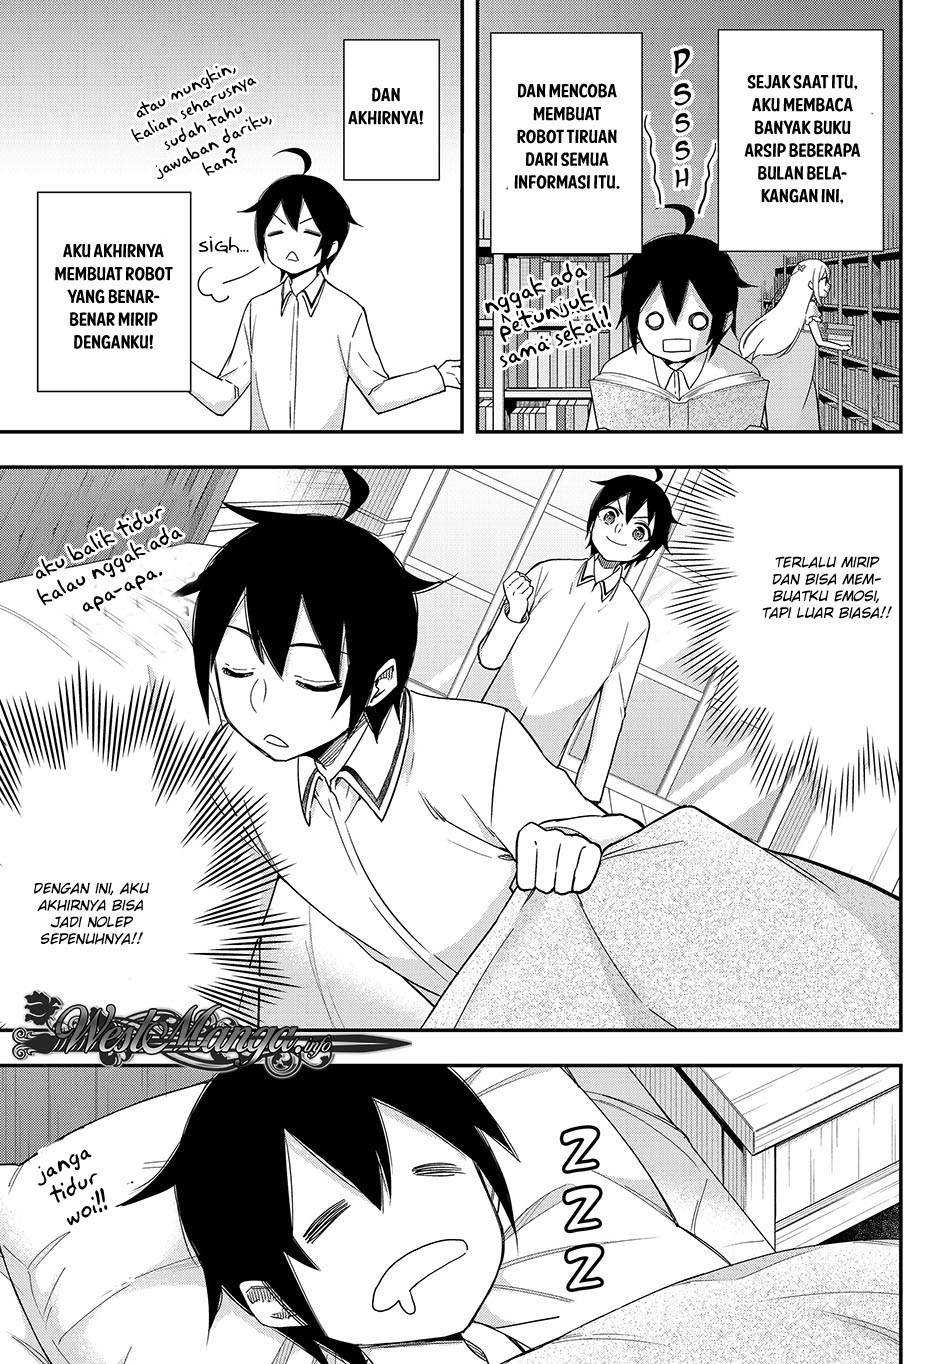 SEJAK SAAT ITU,
AKU MEMBACA
BANYAK BUKU
ARSIP BEBERAPA
BULAN BELA-
KANGAN INI,
PSSSH
DAN MENCOBA
MEMBUAT
ROBOT TIRUAN
DARI SEMUA
INFORMASI ITU.
nggak ada
petunjuk
sama sekali!
DAN
AKHIRNYA!
atau mungkin,
kalian seharusnya
sudah tahu
jawaban dariku,
kan?
sigh...
AKU AKHIRNYA
MEMBUAT ROBOT
YANG BENAR-
BENAR MIRIP
DENGANKU!
TERLALU MIRIP
DAN BISA MEM-
BUATKU EMOSI,
TAPI LUAR BIASA!!
aku balik tidur
kalau nggak ada
apa-apa.
DENGAN INI, AKU
AKHIRNYA BISA
JADI NOLEP
SEPENUHNYA!!
WestManga.info
janga
tidur
woi!!
Z
Z
Z